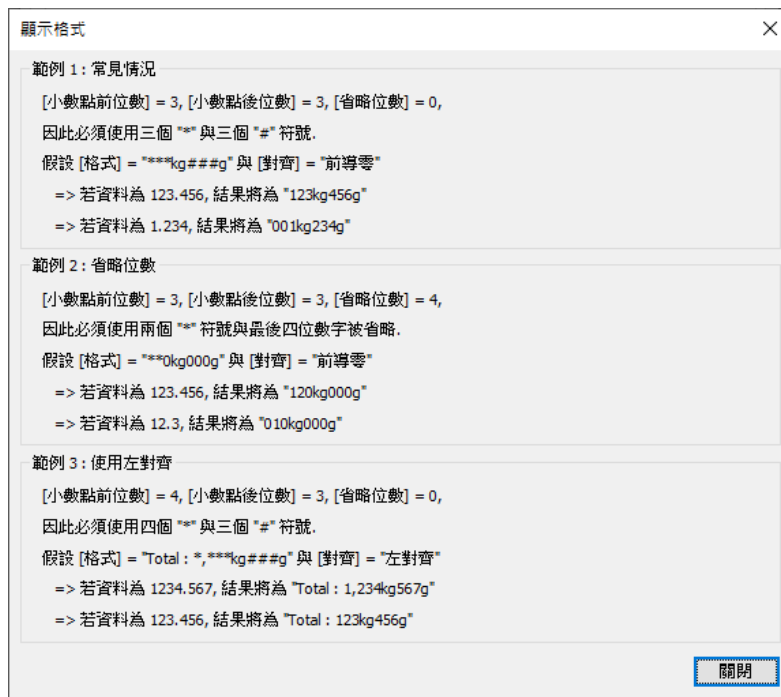 顯示格式
範例 1 : 常見情況
[小數點前位數] = 3, [小數點後位數] = 3, [省略位數] = 0,
因此必須使用三個 "*" 與三個 "#" 符號.
假設 [格式] = "***kg###g" 與 [對齊] = "前導零"
=> 若資料為 123.456, 結果將為 "123kg456g"
=> 若資料為 1.234, 結果將為 "001kg234g"
範例 2 : 省略位數
[小數點前位數] = 3, [小數點後位數] = 3, [省略位數] = 4,
因此必須使用兩個 "*" 符號與最後四位數字被省略.
假設 [格式] = "**0kg000g" 與 [對齊] = "前導零"
=> 若資料為 123.456, 結果將為 "120kg000g"
=> 若資料為 12.3, 結果將為 "010kg000g"
範例 3 : 使用左對齊
[小數點前位數] = 4, [小數點後位數] = 3, [省略位數] = 0,
因此必須使用四個 "*" 與三個 "#" 符號.
假設 [格式] = "Total : *,***kg###g" 與 [對齊] = "左對齊"
=> 若資料為 1234.567, 結果將為 "Total : 1,234kg567g"
=> 若資料為 123.456, 結果將為 "Total : 123kg456g"
關閉